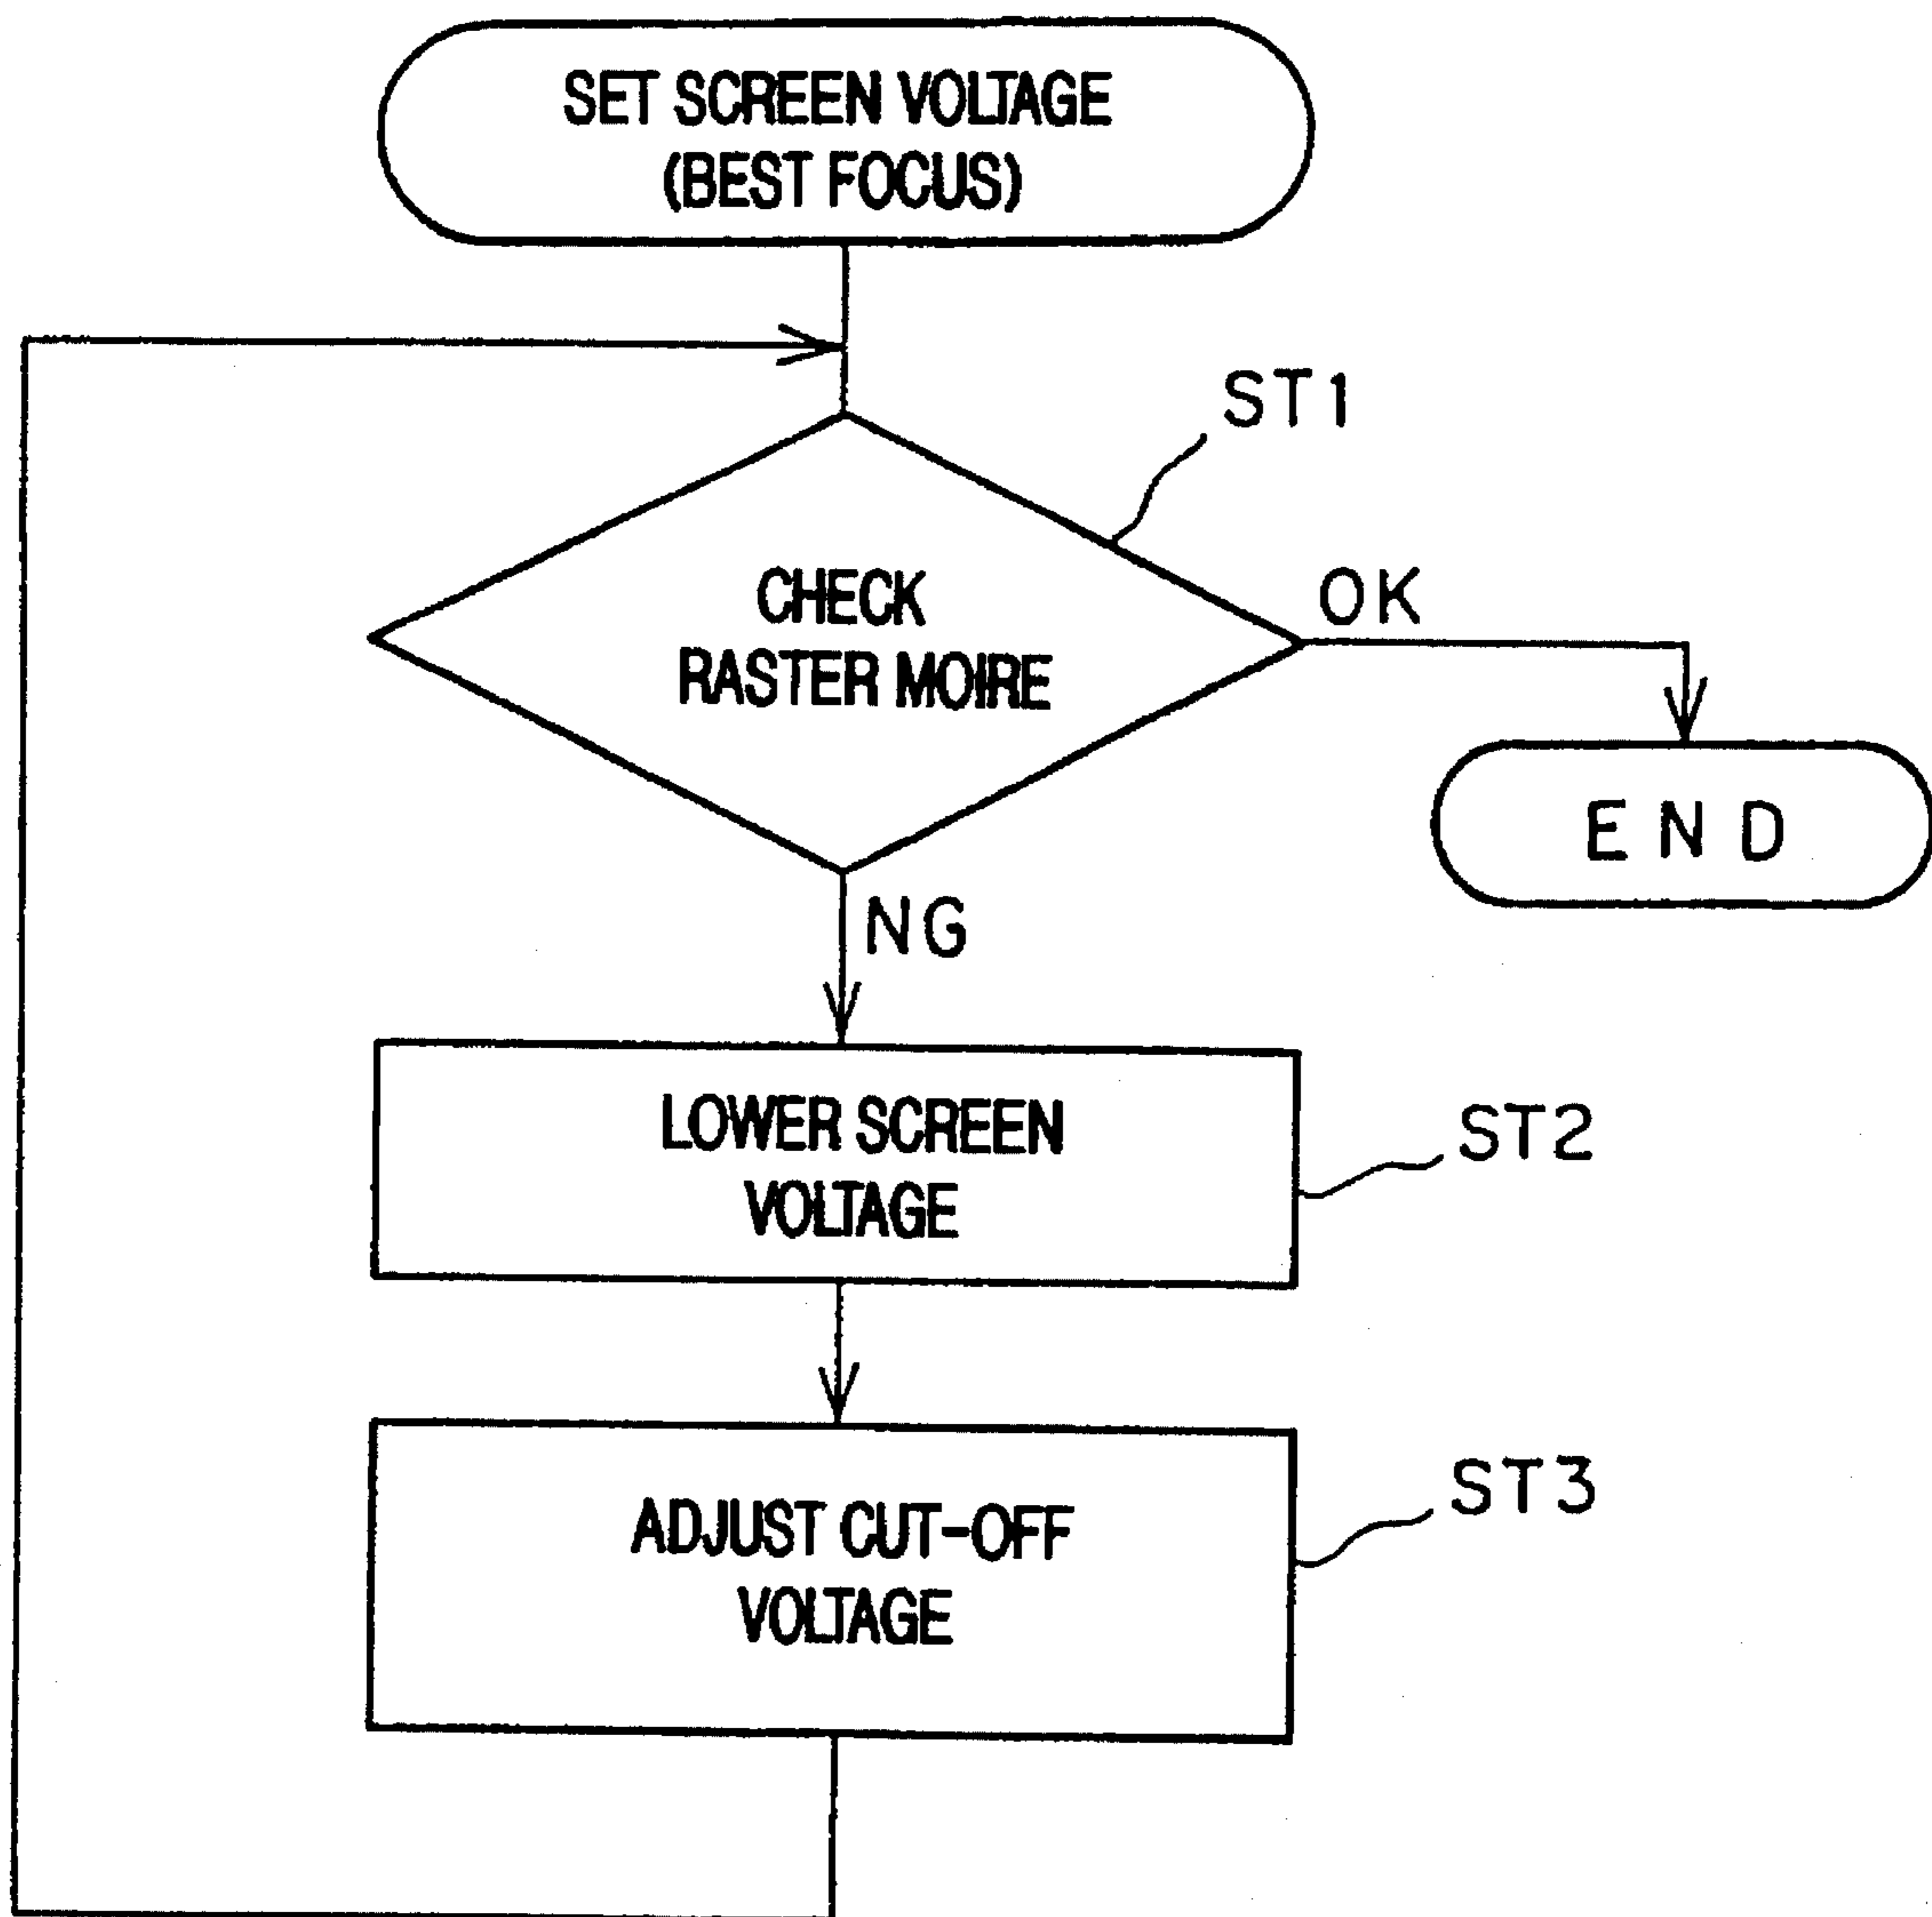 SET SCREEN VOLTAGE
(BEST FOCUS)
ST1
CHECK
RASTER MOIRE
OK
E N D
NG
LOWER SCREEN
VOLTAGE
ST2
ADJUST CUT-OFF
VOLTAGE
ST3